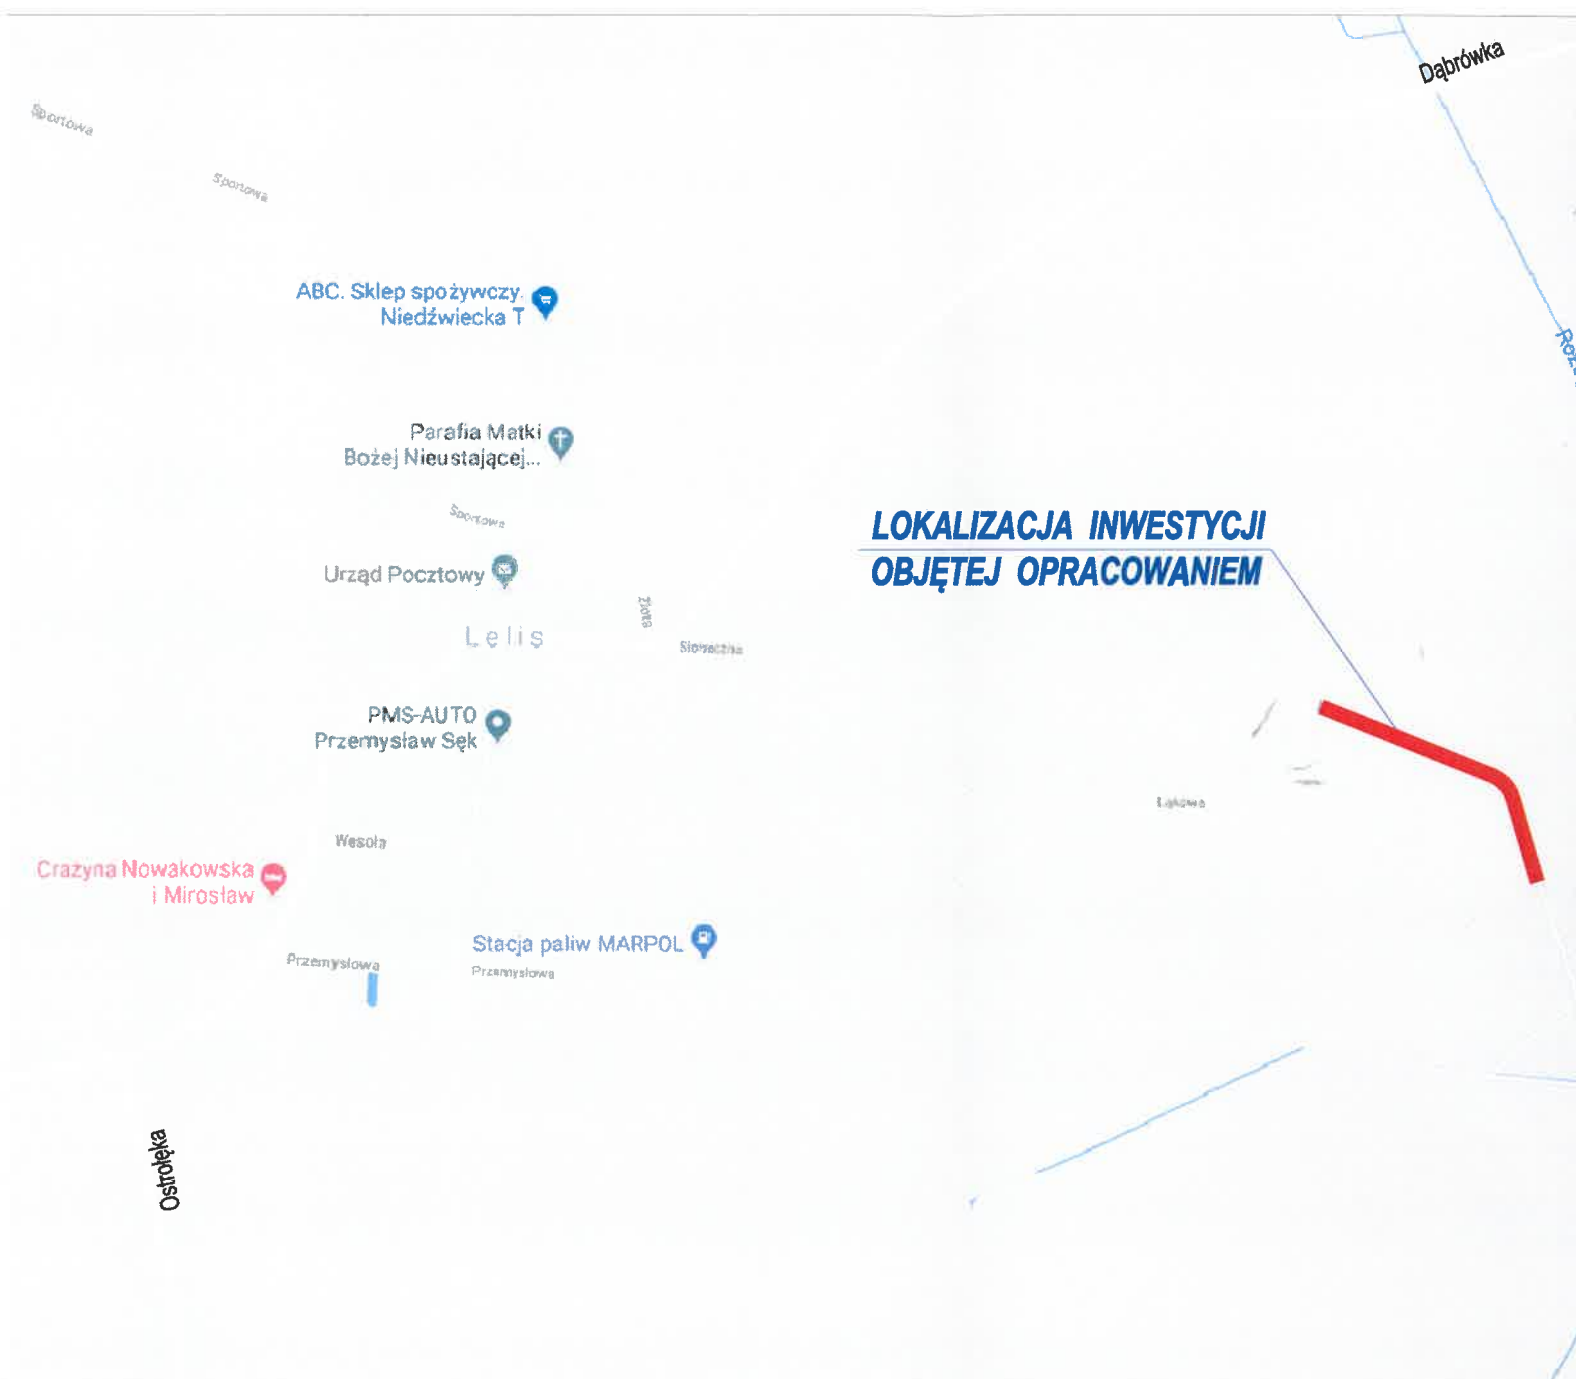 Dąbrówka
Sportowa
Sportowa
ABC. Sklep spożywczy.
Niedźwiecka T
Parafia Matki
Bożej Nieustającej...
Sportowa
LOKALIZACJA INWESTYCJI
OBJĘTEJ OPRACOWANIEM
Urząd Pocztowy
Złota
Lelis
Słoneczna
PMS-AUTO
Przemysław Sęk
Łąkowa
Wesoła
Crażyna Nowakowska
i Mirosław
Stacja paliw MARPOL
Przemysłowa
Przemysłowa
Ostrołęka